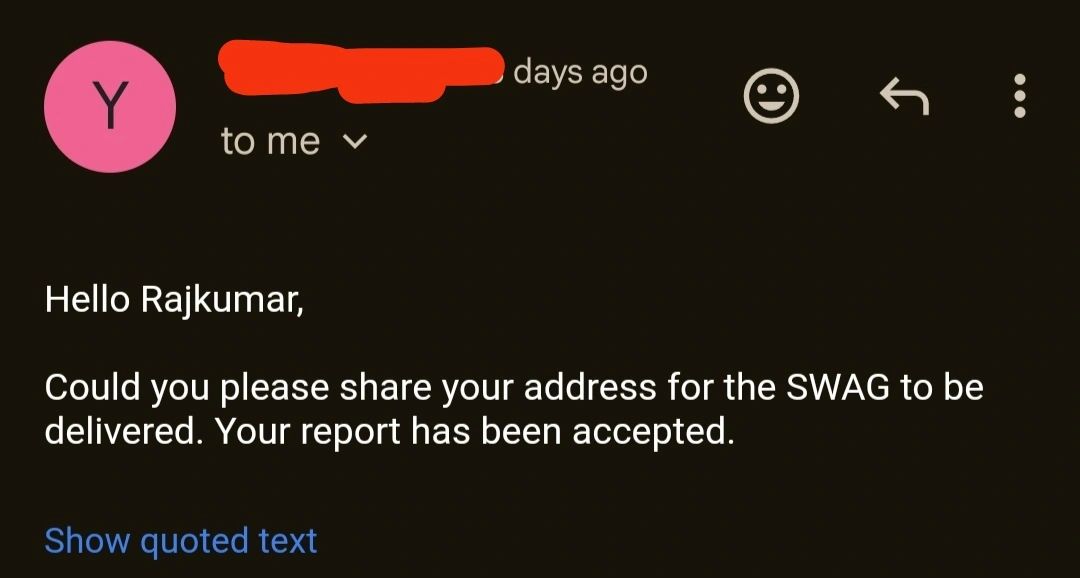 Y
days ago
to me
Hello Rajkumar,
Could you please share your address for the SWAG to be
delivered. Your report has been accepted.
Show quoted text